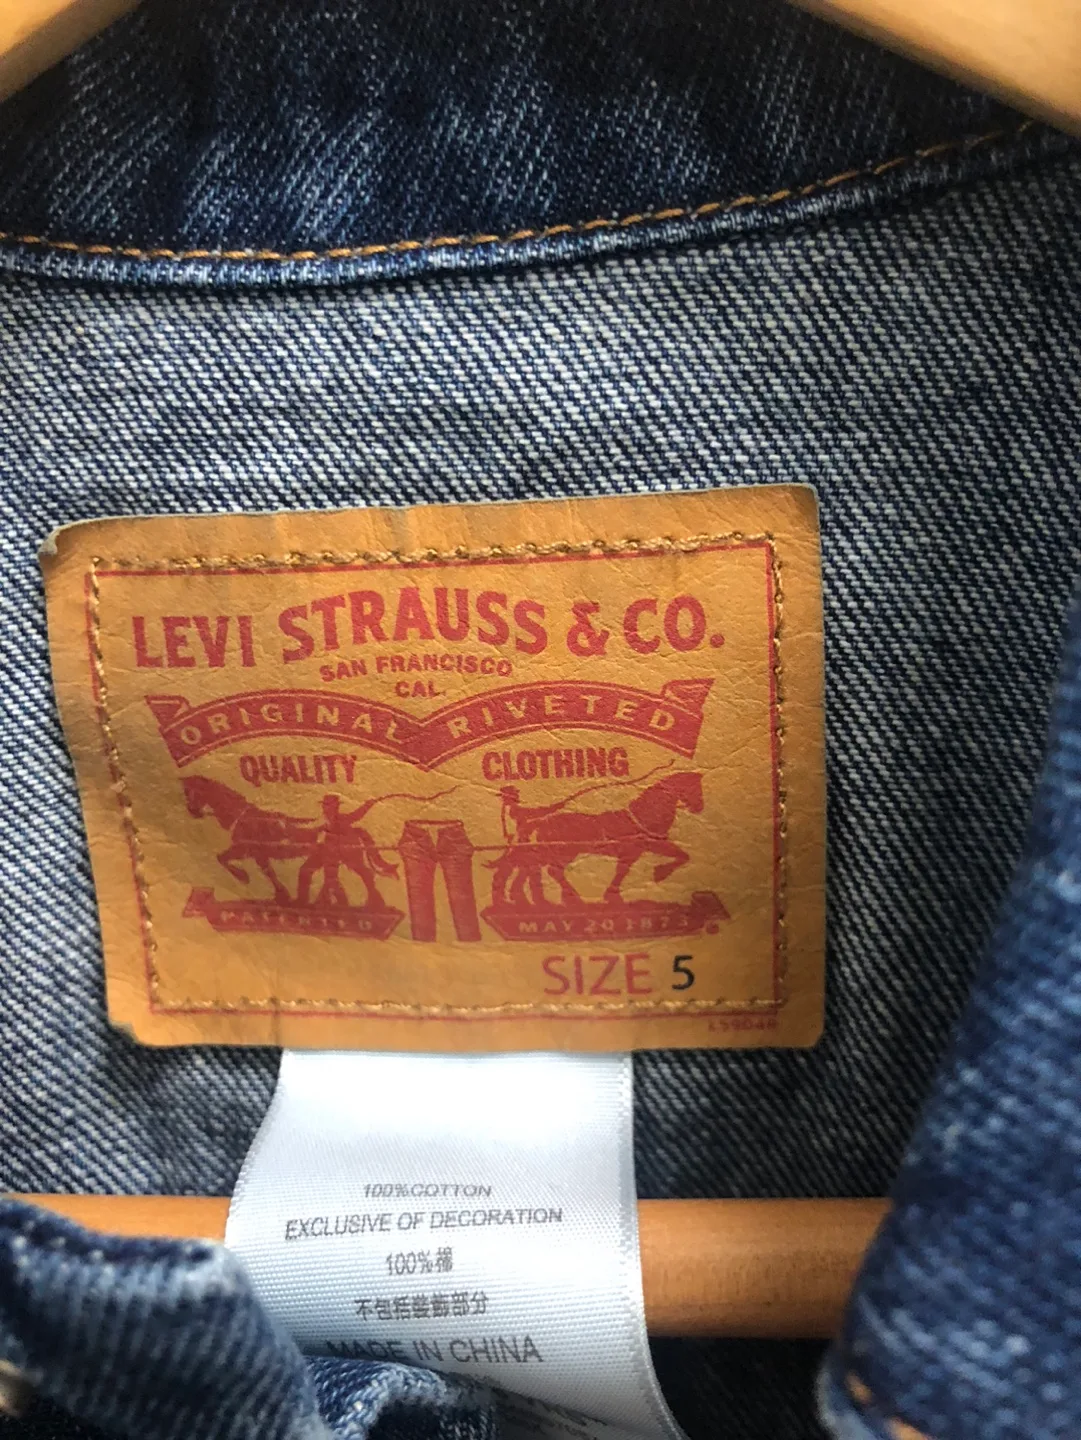 LEVI STRAUSS & CO.
SAN FRANCISCO
CAL.
ORIGINAL RIVETED
QUALITY CLOTHING
PATENTED MAY 20 1873
SIZE 5
100%COTTON
EXCLUSIVE OF DECORATION
100%棉
不包括装飾部分
MADE IN CHINA